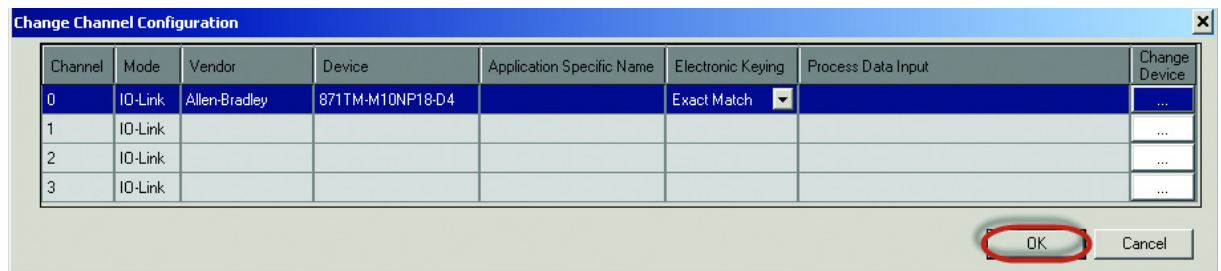 Change Channel Configuration
Channel Mode Vendor Device Application Specific Name Electronic Keying Process Data Input Change Device
0 IO-Link Allen-Bradley 871TM-M10NP18-D4 Exact Match ...
1 IO-Link ...
2 IO-Link ...
3 IO-Link ...
OK Cancel